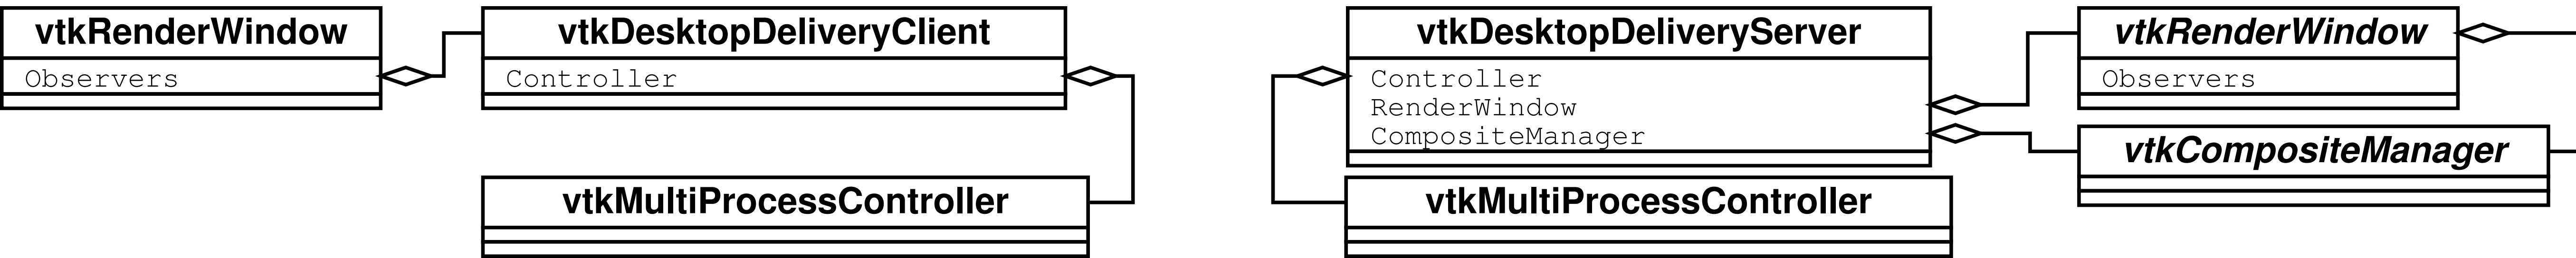 vtkRenderWindow
Observers
vtkDesktopDeliveryClient
Controller
vtkMultiProcessController
vtkDesktopDeliveryServer
Controller
RenderWindow
CompositeManager
vtkMultiProcessController
vtkRenderWindow
Observers
vtkCompositeManager